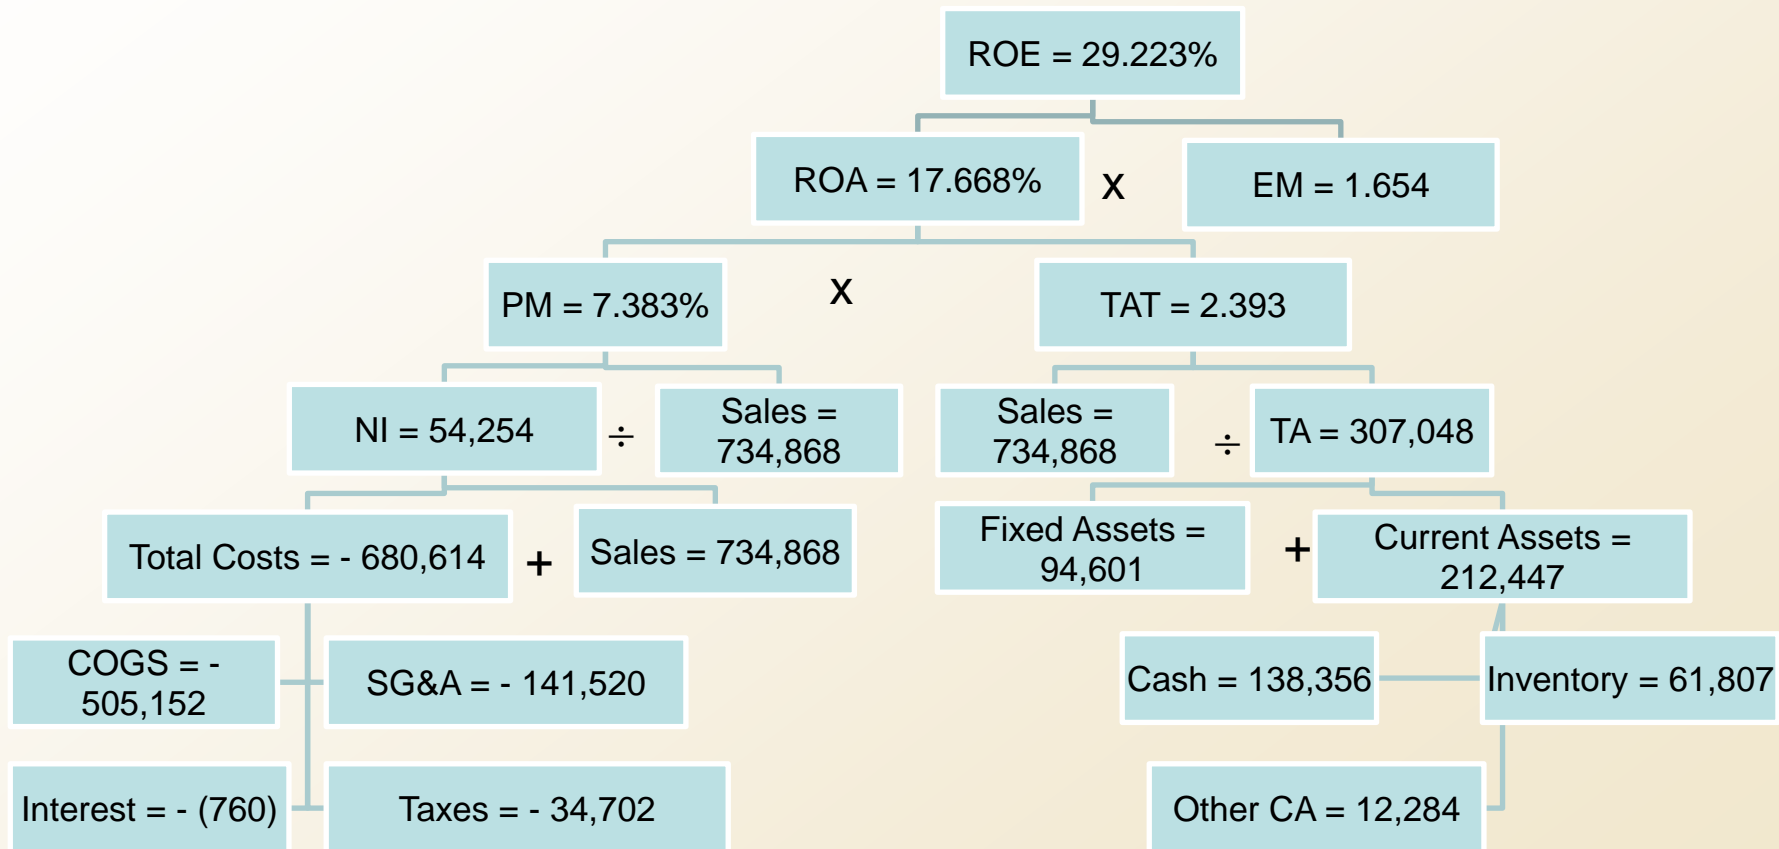 ROE = 29.223%
ROA = 17.668%
X
EM = 1.654
PM = 7.383%
X
TAT = 2.393
NI = 54,254
÷
Sales =
734,868
Sales =
734,868
÷
TA = 307,048
Total Costs = - 680,614
+
Sales = 734,868
Fixed Assets =
94,601
+
Current Assets =
212,447
COGS = -
505,152
SG&A = - 141,520
Cash = 138,356
Inventory = 61,807
Interest = - (760)
Taxes = - 34,702
Other CA = 12,284